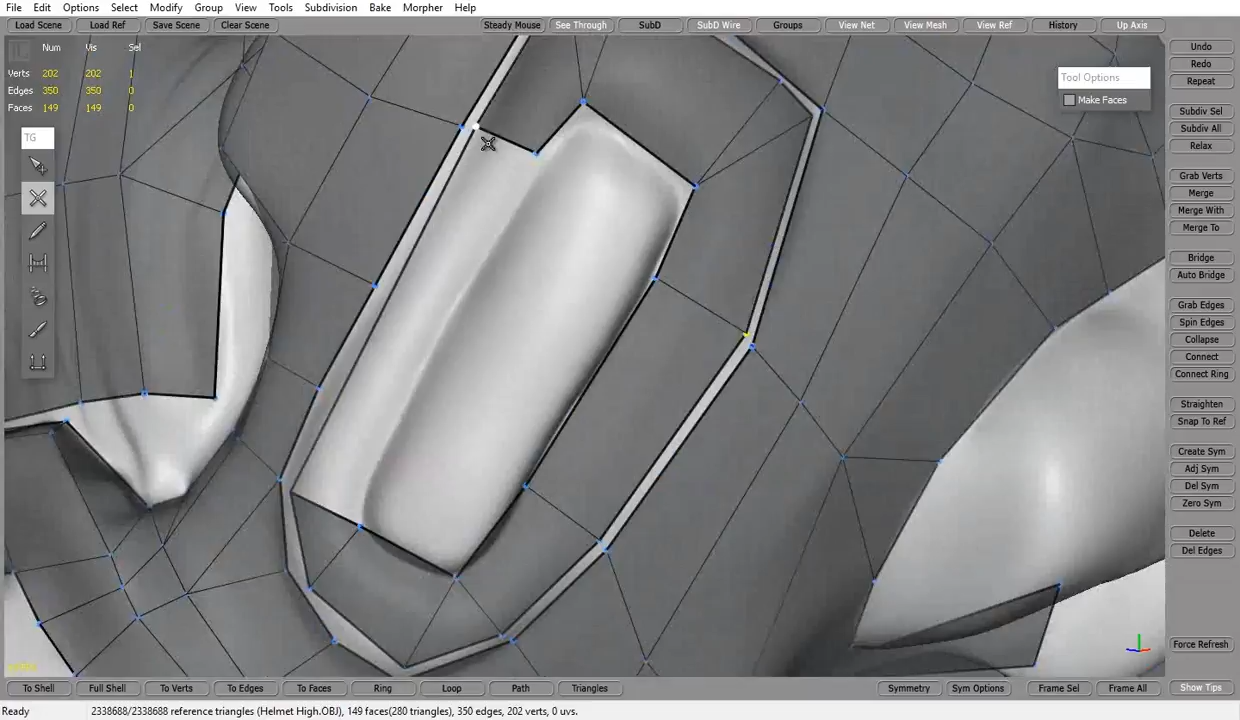 File Edit Options Select Modify Group View Tools Subdivision Bake Morpher Help
Load Scene Load Ref Save Scene Clear Scene Steady Mouse See Through SubD SubD Wire Groups View Net View Mesh View Ref History Up Axis
Num Vis Sel
Verts 202 202 1
Edges 350 350 0
Faces 149 149 0
TG
Tool Options
Make Faces
Undo
Redo
Repeat
Subdiv Sel
Subdiv All
Relax
Grab Verts
Merge
Merge With
Merge To
Bridge
Auto Bridge
Grab Edges
Spin Edges
Collapse
Connect
Connect Ring
Straighten
Snap To Ref
Create Sym
Adj Sym
Del Sym
Zero Sym
Delete
Del Edges
Force Refresh
To Shell Full Shell To Verts To Edges To Faces Ring Loop Path Triangles Symmetry Sym Options Frame Sel Frame All Show Tips
Ready 2338688/2338688 reference triangles (Helmet High.OBJ), 149 faces(280 triangles), 350 edges, 202 verts, 0 uvs.